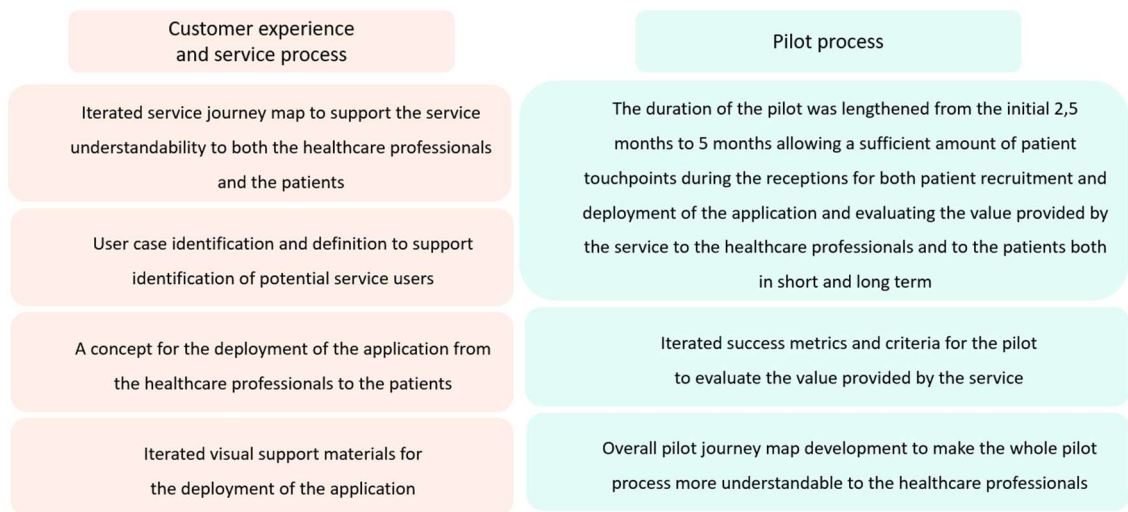 Customer experience
and service process
Iterated service journey map to support the service
understandability to both the healthcare professionals
and the patients
User case identification and definition to support
identification of potential service users
A concept for the deployment of the application from
the healthcare professionals to the patients
Iterated visual support materials for
the deployment of the application
Pilot process
The duration of the pilot was lengthened from the initial 2,5
months to 5 months allowing a sufficient amount of patient
touchpoints during the receptions for both patient recruitment and
deployment of the application and evaluating the value provided by
the service to the healthcare professionals and to the patients both
in short and long term
Iterated success metrics and criteria for the pilot
to evaluate the value provided by the service
Overall pilot journey map development to make the whole pilot
process more understandable to the healthcare professionals